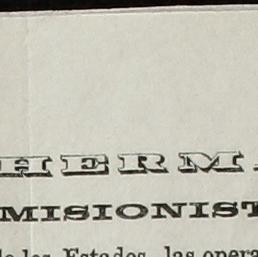 HERM
MISIONIST
de los Estados, las opera